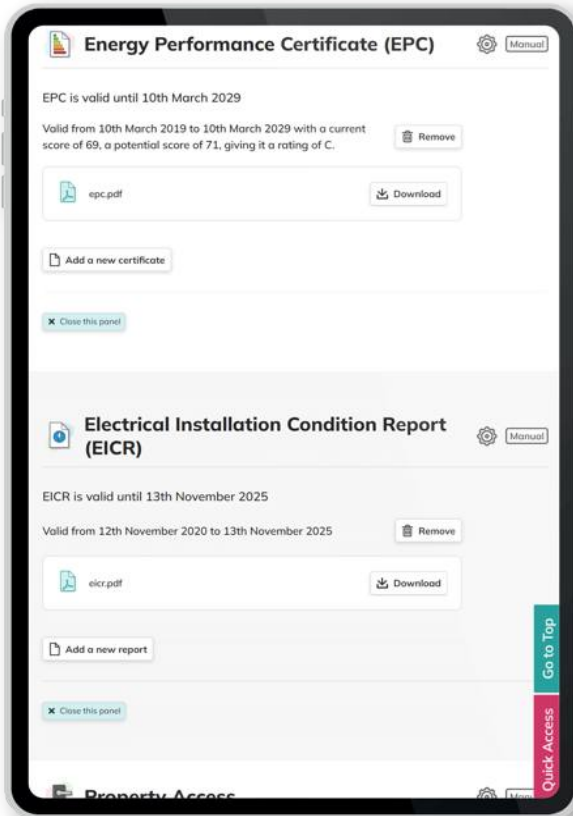 Energy Performance Certificate (EPC)
Manual
EPC is valid until 10th March 2029
Valid from 10th March 2019 to 10th March 2029 with a current
score of 69, a potential score of 71, giving it a rating of C.
Remove
epc.pdf
Download
Add a new certificate
Close this panel
Electrical Installation Condition Report
(EICR)
Manual
EICR is valid until 13th November 2025
Valid from 12th November 2020 to 13th November 2025
Remove
eicr.pdf
Download
Add a new report
Close this panel
Go to Top
Quick Access
Property Access